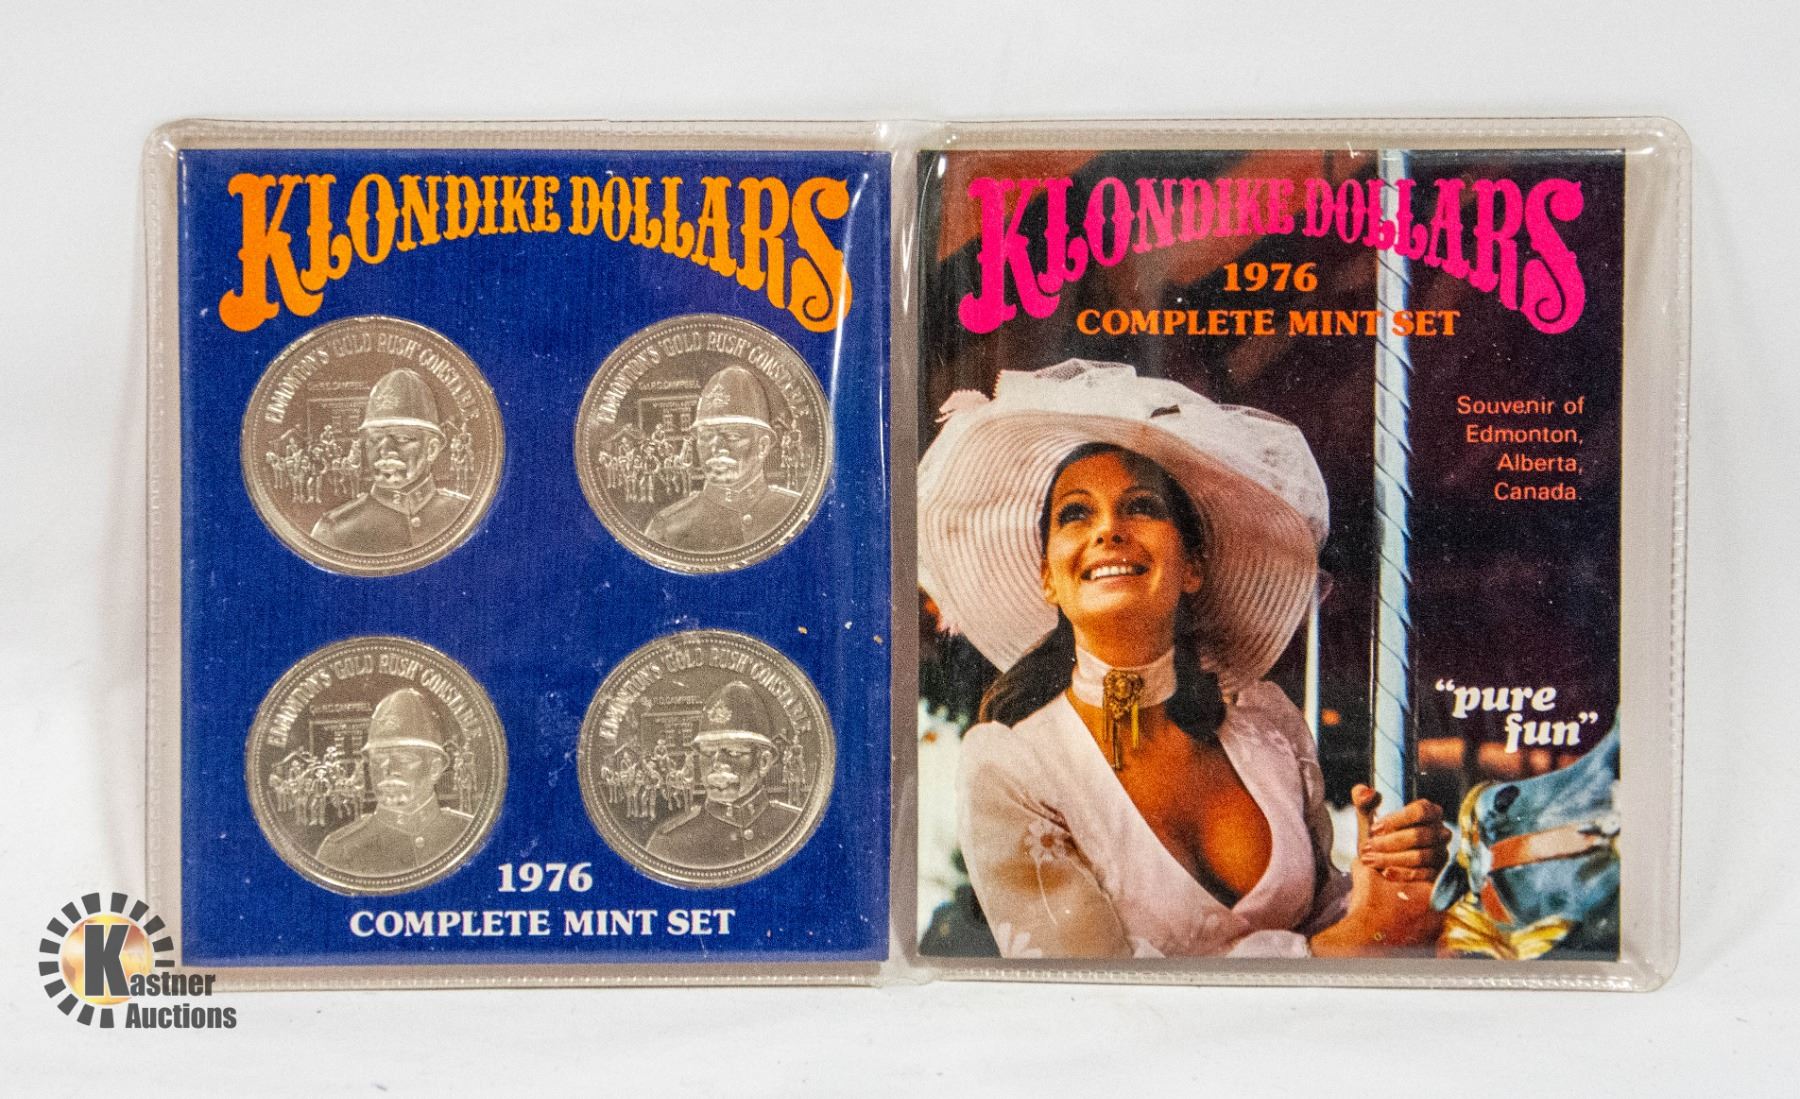 KLONDIKE DOLLARS
EDMONTON'S 'GOLD RUSH' CONSTABLE
EDMONTON'S 'GOLD RUSH' CONSTABLE
EDMONTON'S 'GOLD RUSH' CONSTABLE
EDMONTON'S 'GOLD RUSH' CONSTABLE
1976
COMPLETE MINT SET
KLONDIKE DOLLARS
1976
COMPLETE MINT SET
Souvenir of
Edmonton,
Alberta,
Canada.
“pure
fun”
Kastner
Auctions